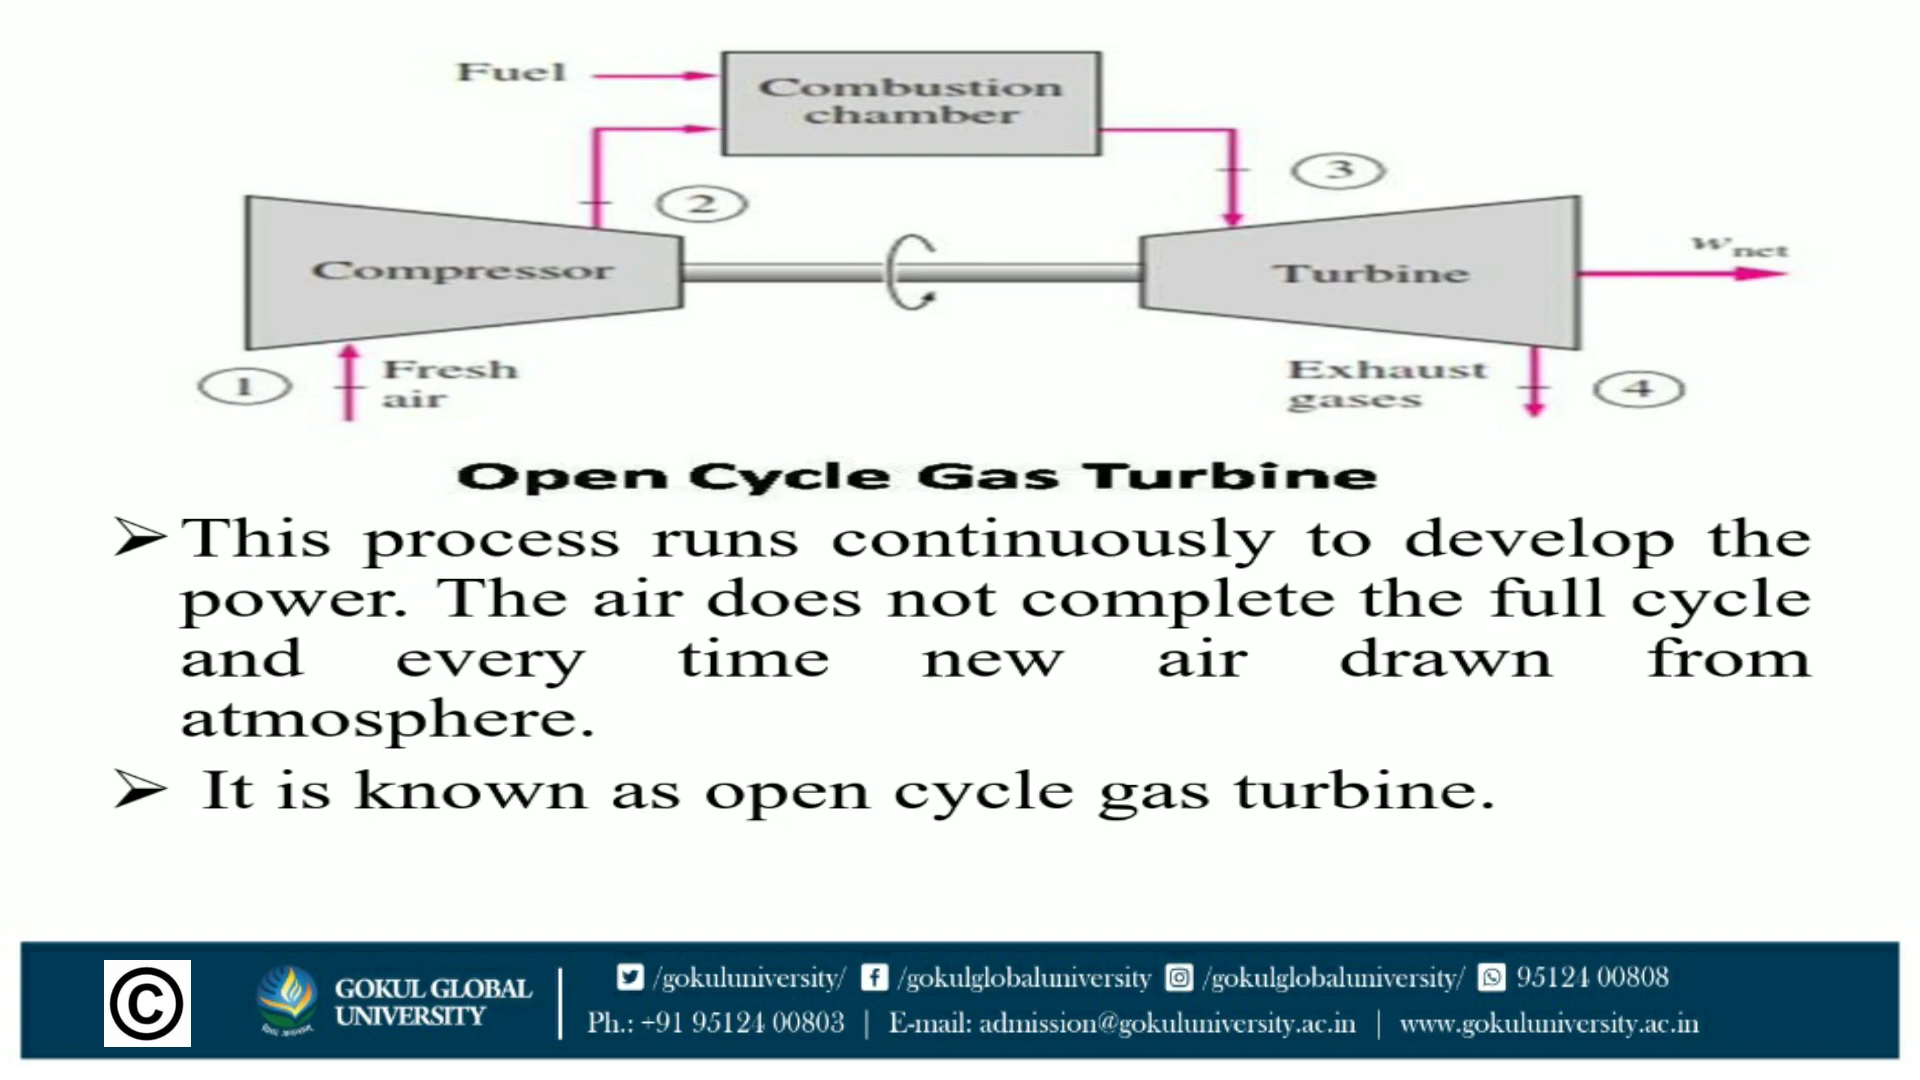 Fuel
Combustion
chamber
2
3
Compressor
Turbine
wnet
1
Fresh
air
Exhaust
gases
4
Open Cycle Gas Turbine
➢ This process runs continuously to develop the
power. The air does not complete the full cycle
and every time new air drawn from
atmosphere.
➢ It is known as open cycle gas turbine.
©
GOKUL GLOBAL
UNIVERSITY
/gokuluniversity/ /gokulglobaluniversity /gokulglobaluniversity/ 95124 00808
Ph.: +91 95124 00803 | E-mail: admission@gokuluniversity.ac.in | www.gokuluniversity.ac.in